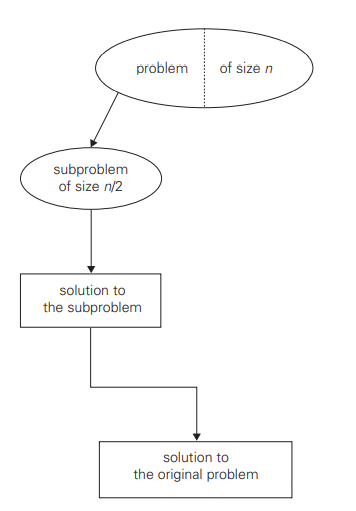 problem of size n
subproblem
of size n/2
solution to
the subproblem
solution to
the original problem